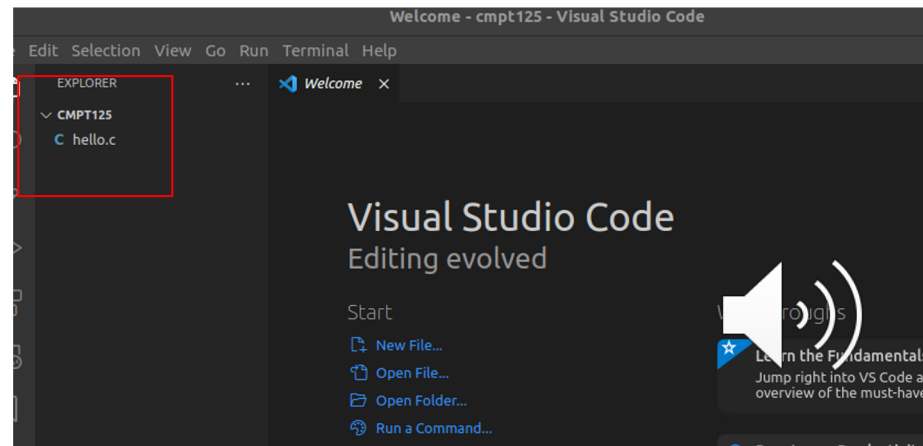 Welcome - cmpt125 - Visual Studio Code
Edit Selection View Go Run Terminal Help
EXPLORER ... Welcome ×
CMPT125
C hello.c
Visual Studio Code
Editing evolved
Start
New File...
Open File...
Open Folder...
Run a Command...
the Fundamentals
Jump right into VS Code a
overview of the must-have